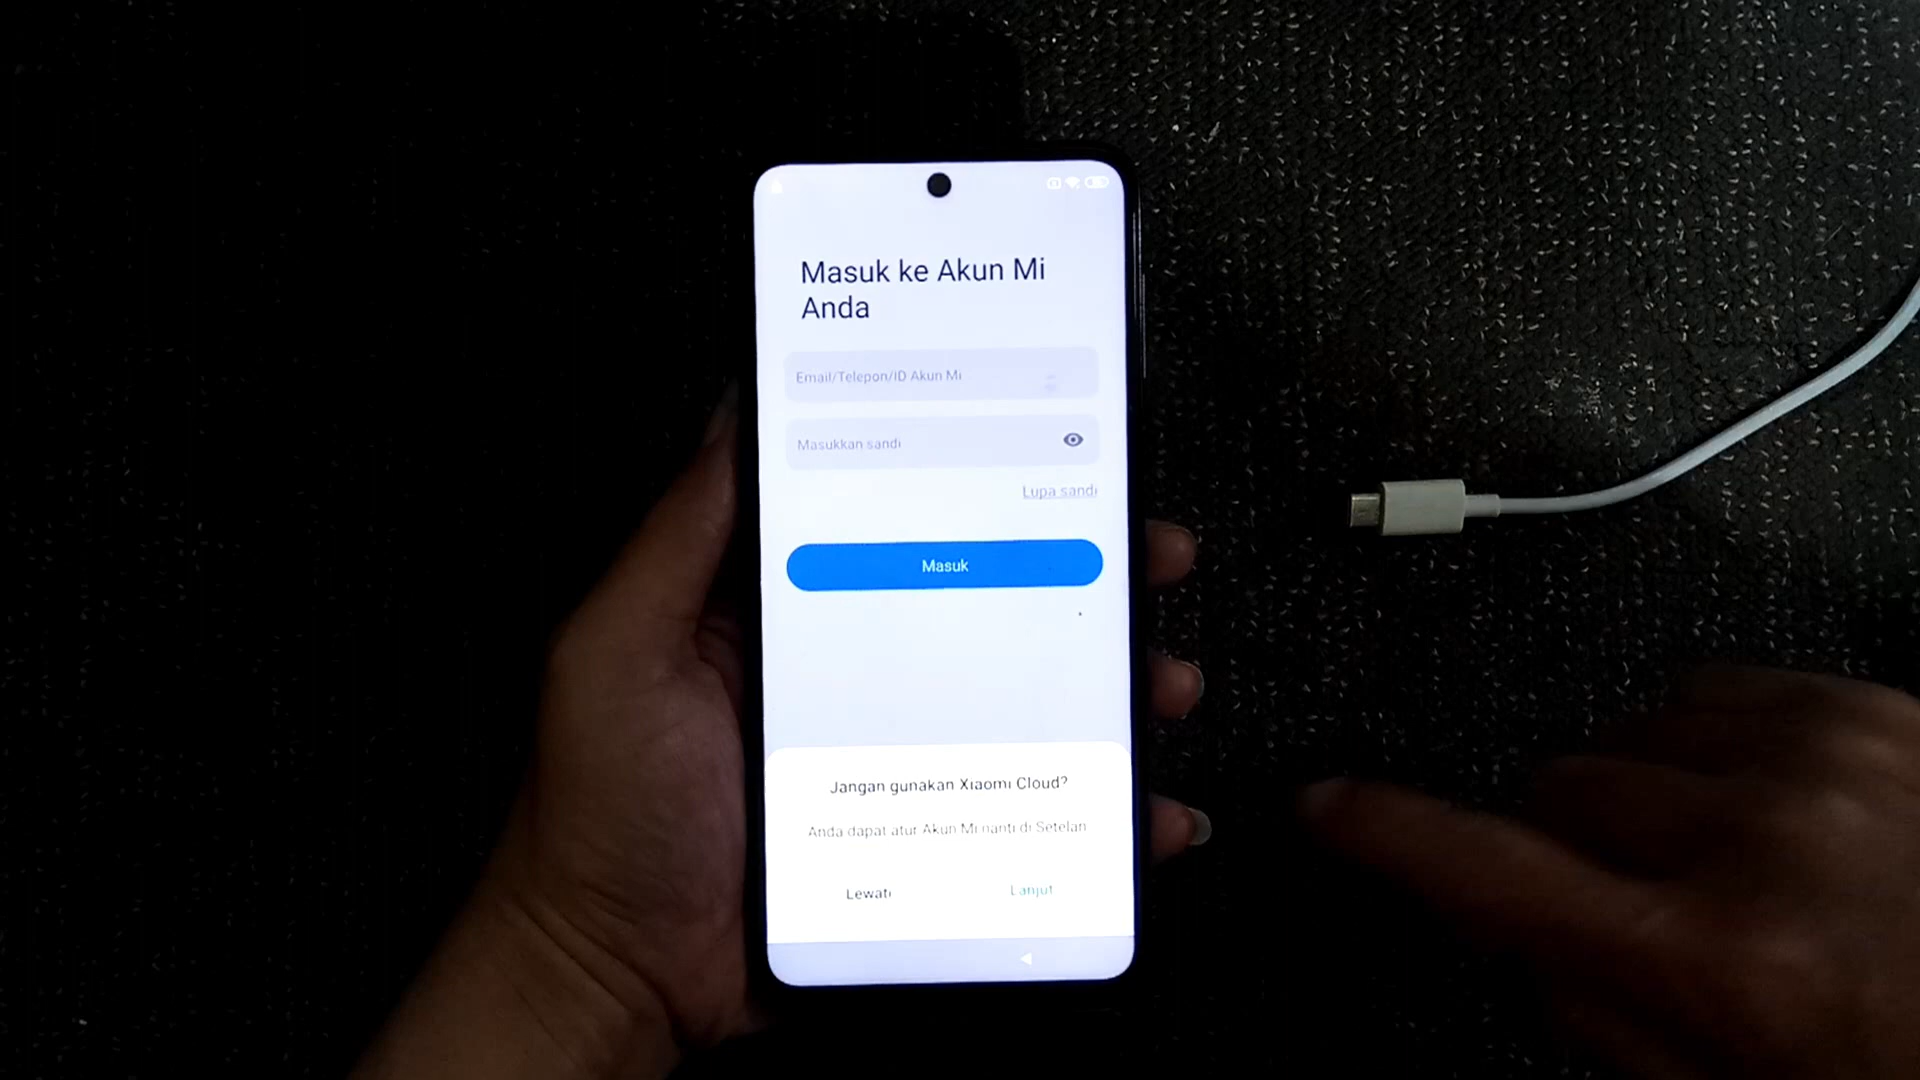 Masuk ke Akun Mi
Anda
Email/Telepon/ID Akun Mi
Masukkan sandi
Lupa sandi
Masuk
Jangan gunakan Xiaomi Cloud?
Anda dapat atur Akun Mi nanti di Setelan
Lewati
Lanjut